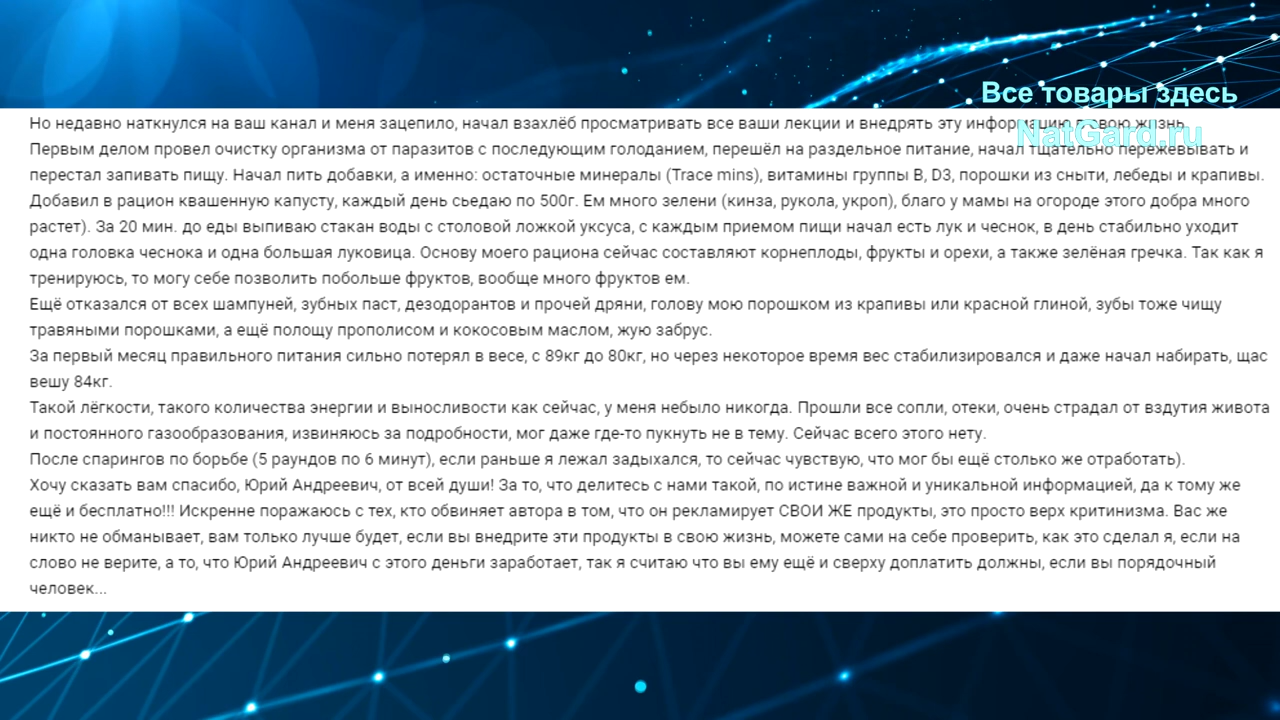 Все товары здесь
NatGard.ru
Но недавно наткнулся на ваш канал и меня зацепило, начал взахлёб просматривать все ваши лекции и внедрять эту информацию в свою жизнь.
Первым делом провел очистку организма от паразитов с последующим голоданием, перешёл на раздельное питание, начал тщательно пережевывать и
перестал запивать пищу. Начал пить добавки, а именно: остаточные минералы (Trace mins), витамины группы В, D3, порошки из сныти, лебеды и крапивы.
Добавил в рацион квашенную капусту, каждый день сьедаю по 500г. Ем много зелени (кинза, рукола, укроп), благо у мамы на огороде этого добра много
растет). За 20 мин. до еды выпиваю стакан воды с столовой ложкой уксуса, с каждым приемом пищи начал есть лук и чеснок, в день стабильно уходит
одна головка чеснока и одна большая луковица. Основу моего рациона сейчас составляют корнеплоды, фрукты и орехи, а также зелёная гречка. Так как я
тренируюсь, то могу себе позволить побольше фруктов, вообще много фруктов ем.
Ещё отказался от всех шампуней, зубных паст, дезодорантов и прочей дряни, голову мою порошком из крапивы или красной глиной, зубы тоже чищу
травяными порошками, а ещё полощу прополисом и кокосовым маслом, жую забрус.
За первый месяц правильного питания сильно потерял в весе, с 89кг до 80кг, но через некоторое время вес стабилизировался и даже начал набирать, щас
вешу 84кг.
Такой лёгкости, такого количества энергии и выносливости как сейчас, у меня небыло никогда. Прошли все сопли, отеки, очень страдал от вздутия живота
и постоянного газообразования, извиняюсь за подробности, мог даже где-то пукнуть не в тему. Сейчас всего этого нету.
После спарингов по борьбе (5 раундов по 6 минут), если раньше я лежал задыхался, то сейчас чувствую, что мог бы ещё столько же отработать).
Хочу сказать вам спасибо, Юрий Андреевич, от всей души! За то, что делитесь с нами такой, по истине важной и уникальной информацией, да к тому же
ещё и бесплатно!!! Искренне поражаюсь с тех, кто обвиняет автора в том, что он рекламирует СВОИ ЖЕ продукты, это просто верх критинизма. Вас же
никто не обманывает, вам только лучше будет, если вы внедрите эти продукты в свою жизнь, можете сами на себе проверить, как это сделал я, если на
слово не верите, а то, что Юрий Андреевич с этого деньги заработает, так я считаю что вы ему ещё и сверху доплатить должны, если вы порядочный
человек...